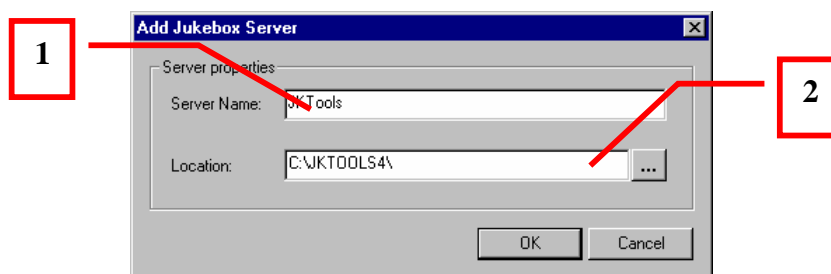 Add Jukebox Server
1
Server properties
Server Name: JKTools
2
Location: C:\JKTOOLS4\ ...
OK Cancel